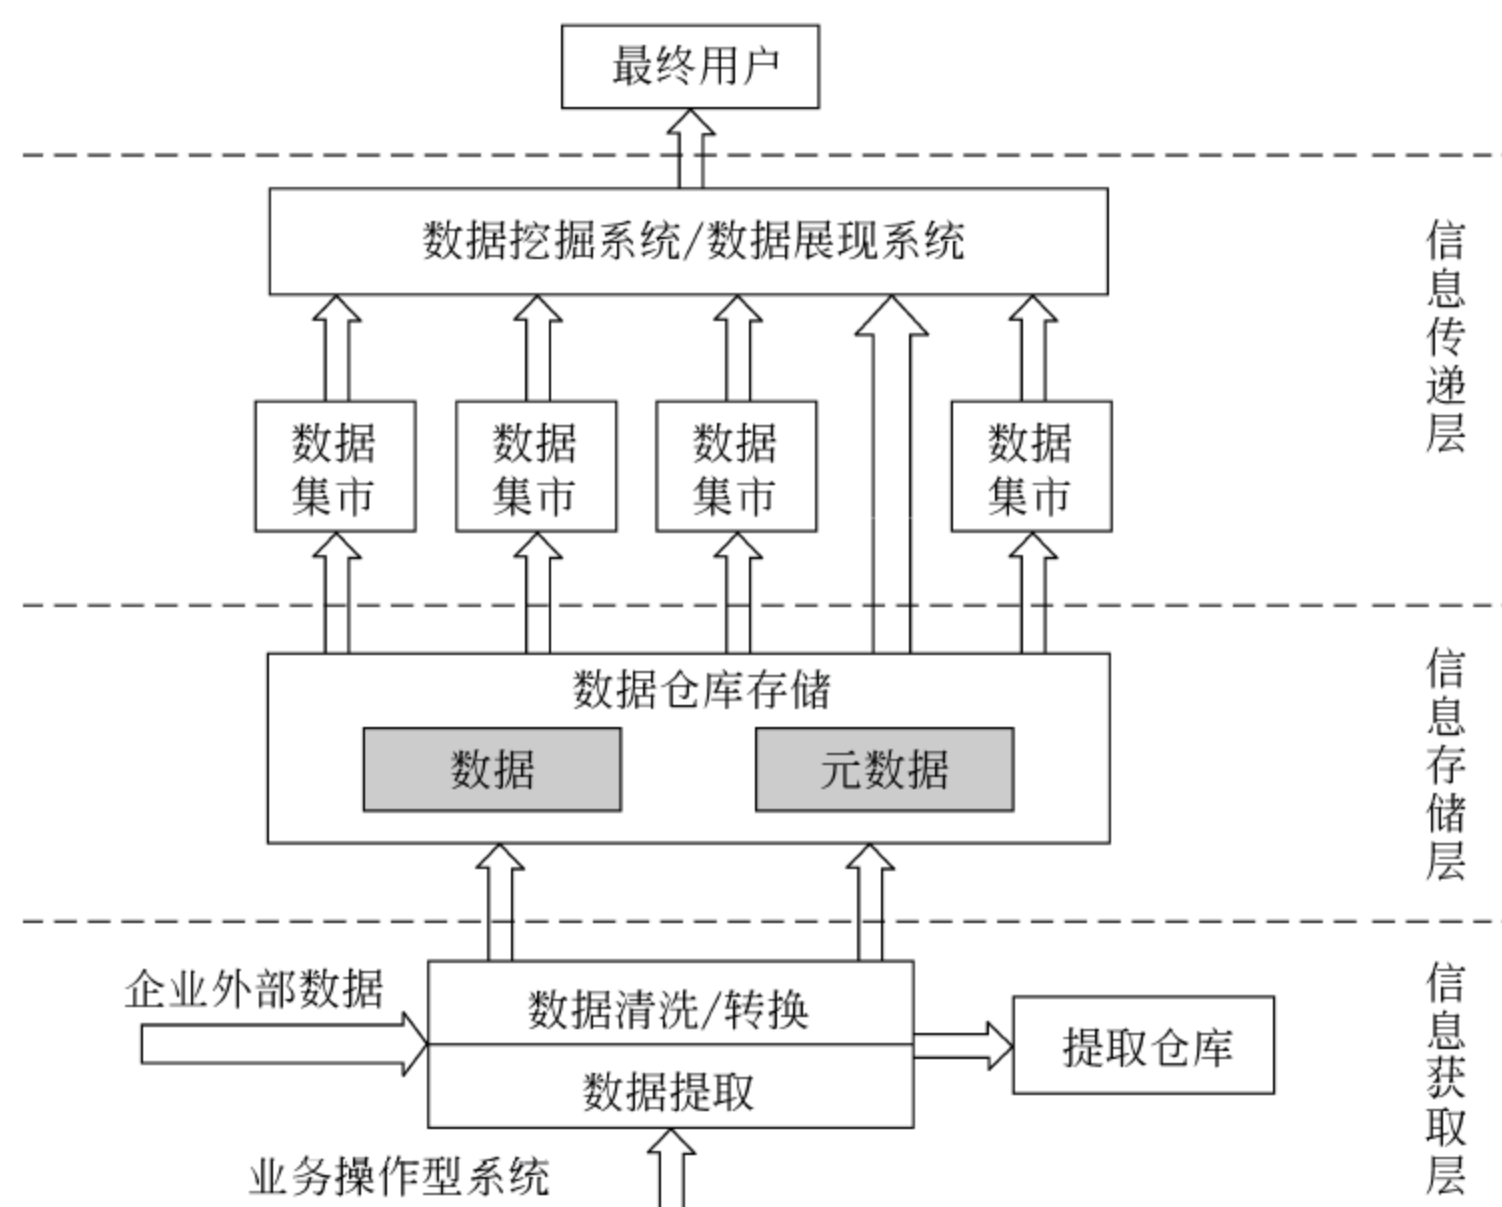 最终用户
数据挖掘系统/数据展现系统
信息传递层
数据
集市
数据
集市
数据
集市
数据
集市
数据仓库存储
数据
元数据
信息存储层
企业外部数据
数据清洗/转换
数据提取
提取仓库
信息获取层
业务操作型系统